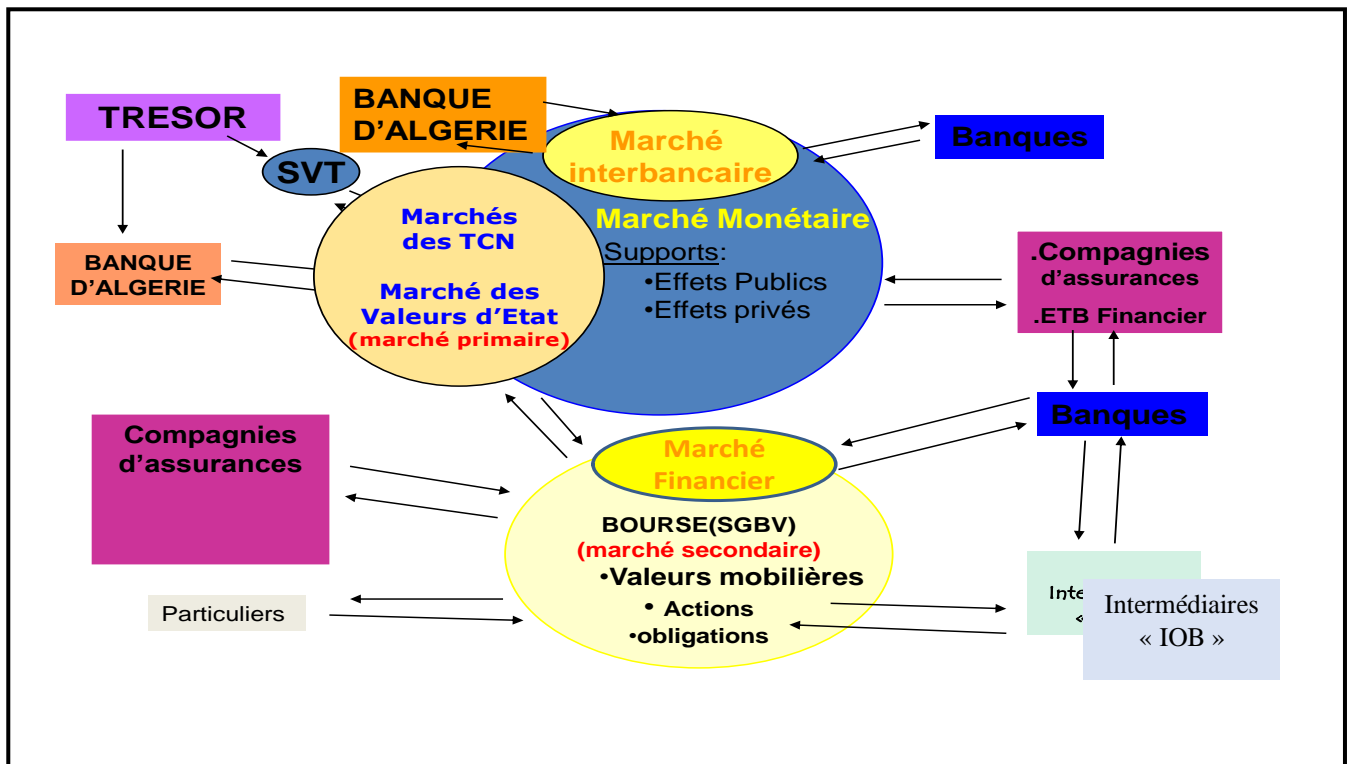 TRESOR
BANQUE
D'ALGERIE
SVT
Marché
interbancaire
Banques
Marché Monétaire
Supports:
•Effets Publics
•Effets privés
Marchés
des TCN
Marché des
Valeurs d'Etat
(marché primaire)
BANQUE
D'ALGERIE
.Compagnies
d'assurances
.ETB Financier
Banques
Compagnies
d'assurances
Marché
Financier
BOURSE(SGBV)
(marché secondaire)
•Valeurs mobilières
• Actions
•obligations
Particuliers
Intermédiaires
« IOB »